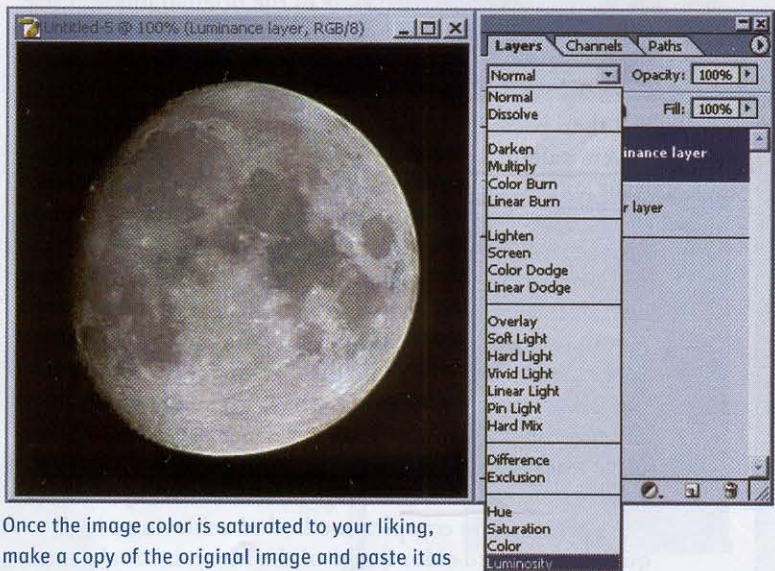 Untitled-5 @ 100% (Luminance layer, RGB/8)
Layers Channels Paths
Normal Opacity: 100%
Normal
Dissolve
Fill: 100%
Darken
Multiply
Color Burn
Linear Burn
inance layer
r layer
Lighten
Screen
Color Dodge
Linear Dodge
Overlay
Soft Light
Hard Light
Vivid Light
Linear Light
Pin Light
Hard Mix
Difference
Exclusion
Hue
Saturation
Color
Luminosity
Once the image color is saturated to your liking,
make a copy of the original image and paste it as